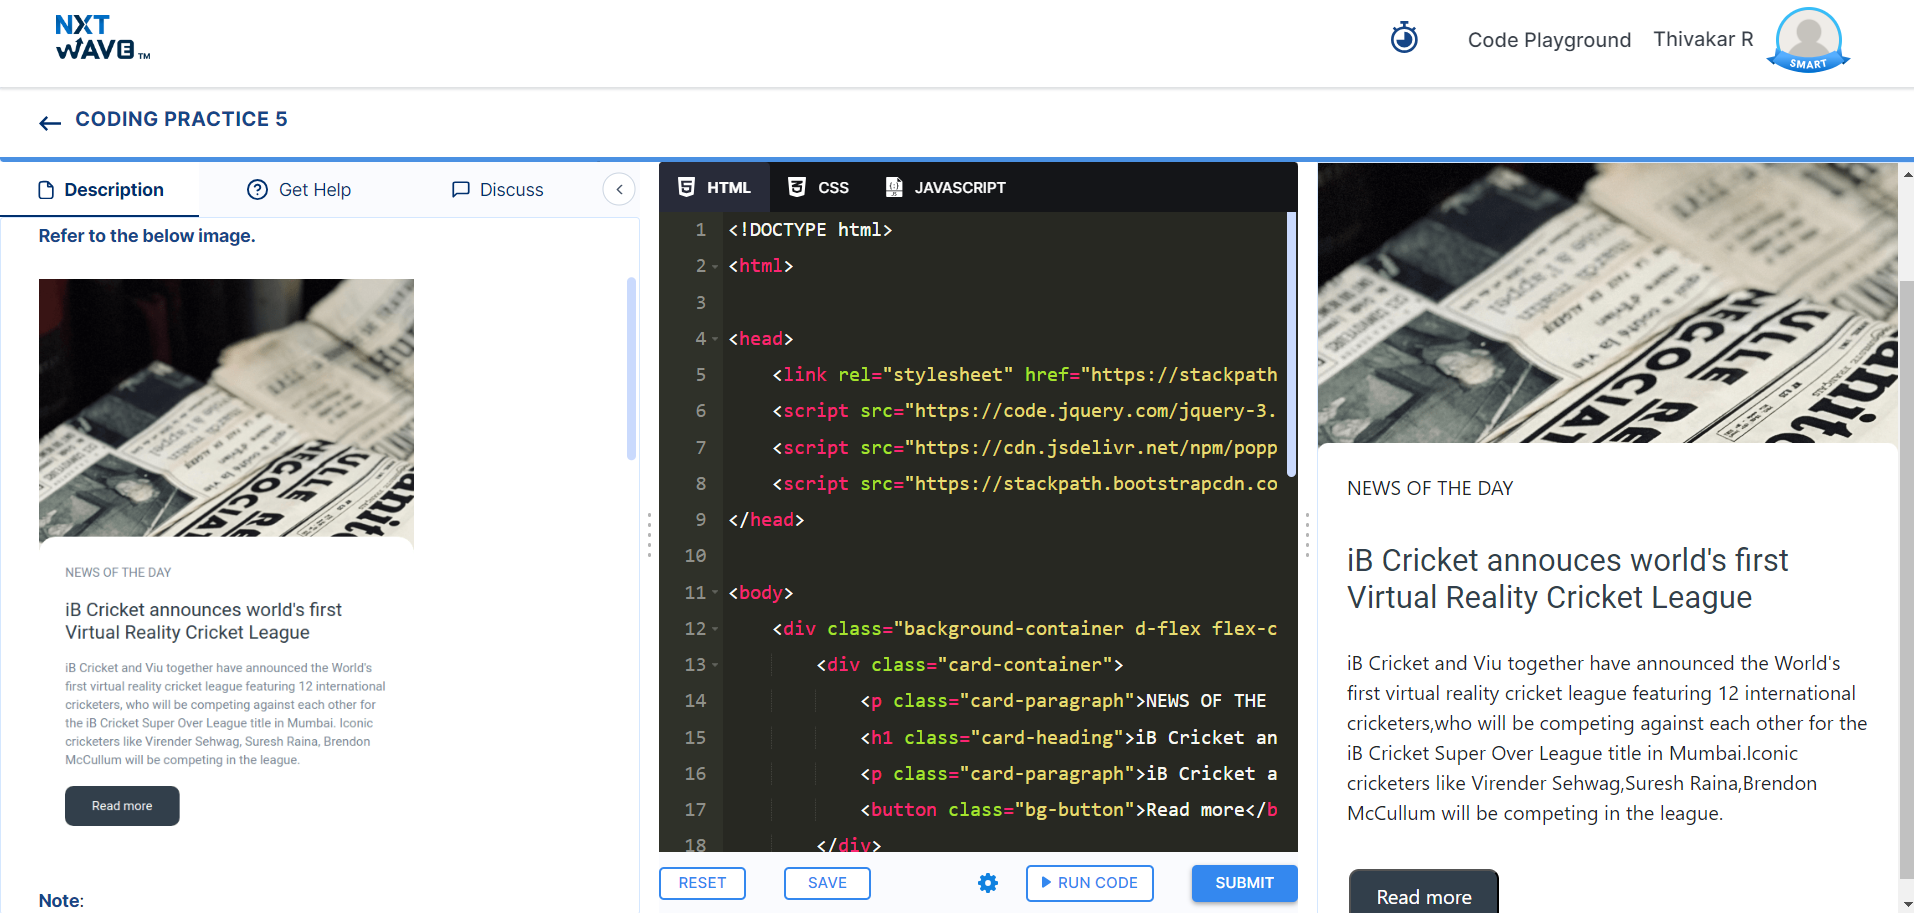 NXT
WAVE™
Code Playground
Thivakar R
SMART
CODING PRACTICE 5
Description
Get Help
Discuss
Refer to the below image.
NEWS OF THE DAY
iB Cricket announces world's first
Virtual Reality Cricket League
iB Cricket and Viu together have announced the World's
first virtual reality cricket league featuring 12 international
cricketers, who will be competing against each other for
the iB Cricket Super Over League title in Mumbai. Iconic
cricketers like Virender Sehwag, Suresh Raina, Brendon
McCullum will be competing in the league.
Read more
Note:
HTML
CSS
JAVASCRIPT
1 <!DOCTYPE html>
2 <html>
3
4 <head>
5 <link rel="stylesheet" href="https://stackpath
6 <script src="https://code.jquery.com/jquery-3.
7 <script src="https://cdn.jsdelivr.net/npm/popp
8 <script src="https://stackpath.bootstrapcdn.co
9 </head>
10
11 <body>
12 <div class="background-container d-flex flex-c
13 <div class="card-container">
14 <p class="card-paragraph">NEWS OF THE
15 <h1 class="card-heading">iB Cricket an
16 <p class="card-paragraph">iB Cricket a
17 <button class="bg-button">Read more</b
18 </div>
RESET
SAVE
RUN CODE
SUBMIT
NEWS OF THE DAY
iB Cricket annouces world's first
Virtual Reality Cricket League
iB Cricket and Viu together have announced the World's
first virtual reality cricket league featuring 12 international
cricketers,who will be competing against each other for the
iB Cricket Super Over League title in Mumbai.Iconic
cricketers like Virender Sehwag,Suresh Raina,Brendon
McCullum will be competing in the league.
Read more